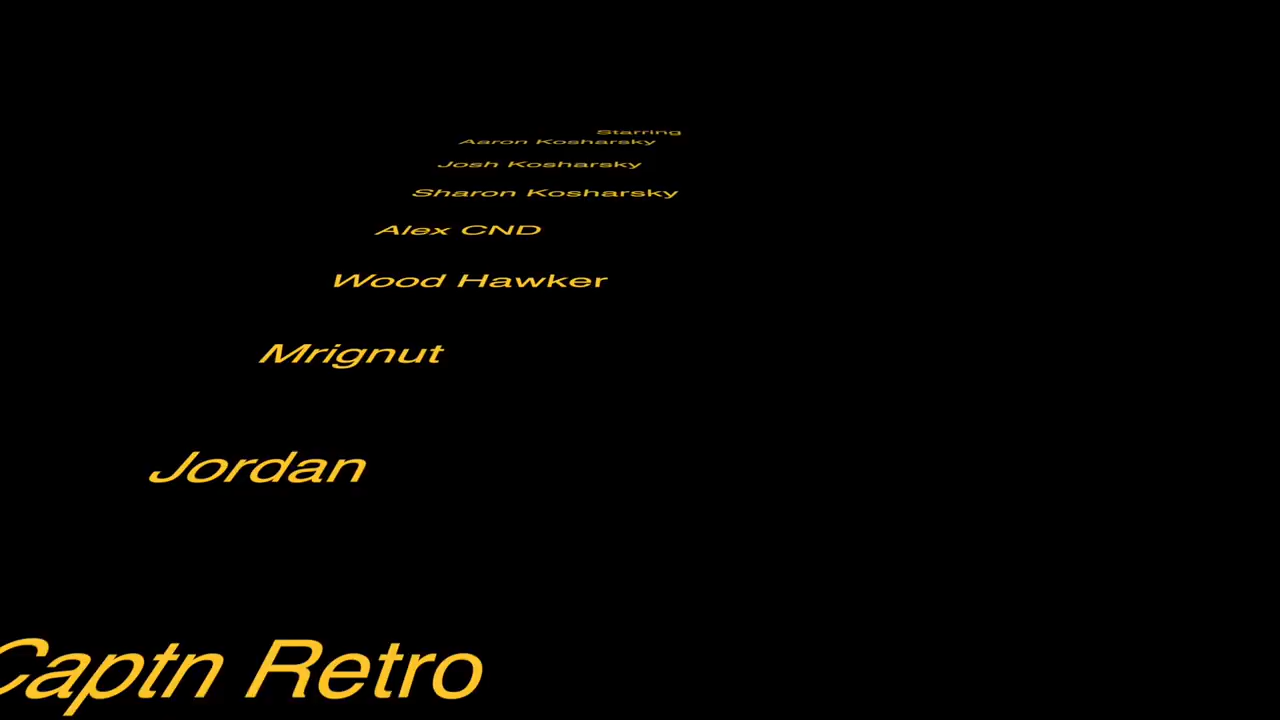 Starring
Aaron Kosharsky
Josh Kosharsky
Sharon Kosharsky
Alex CND
Wood Hawker
Mrignut
Jordan
Captn Retro